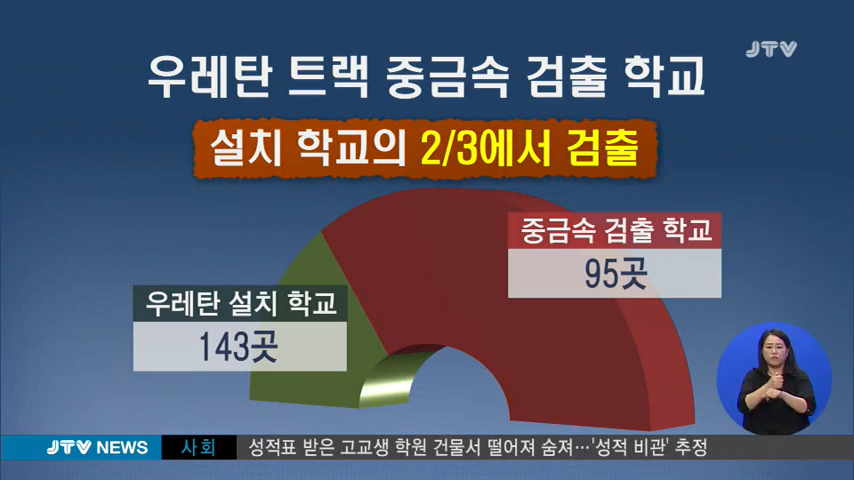 JTV
우레탄 트랙 중금속 검출 학교
설치 학교의 2/3에서 검출
중금속 검출 학교
95곳
우레탄 설치 학교
143곳
JTV NEWS 사회 성적표 받은 고교생 학원 건물서 떨어져 숨져...'성적 비관' 추정